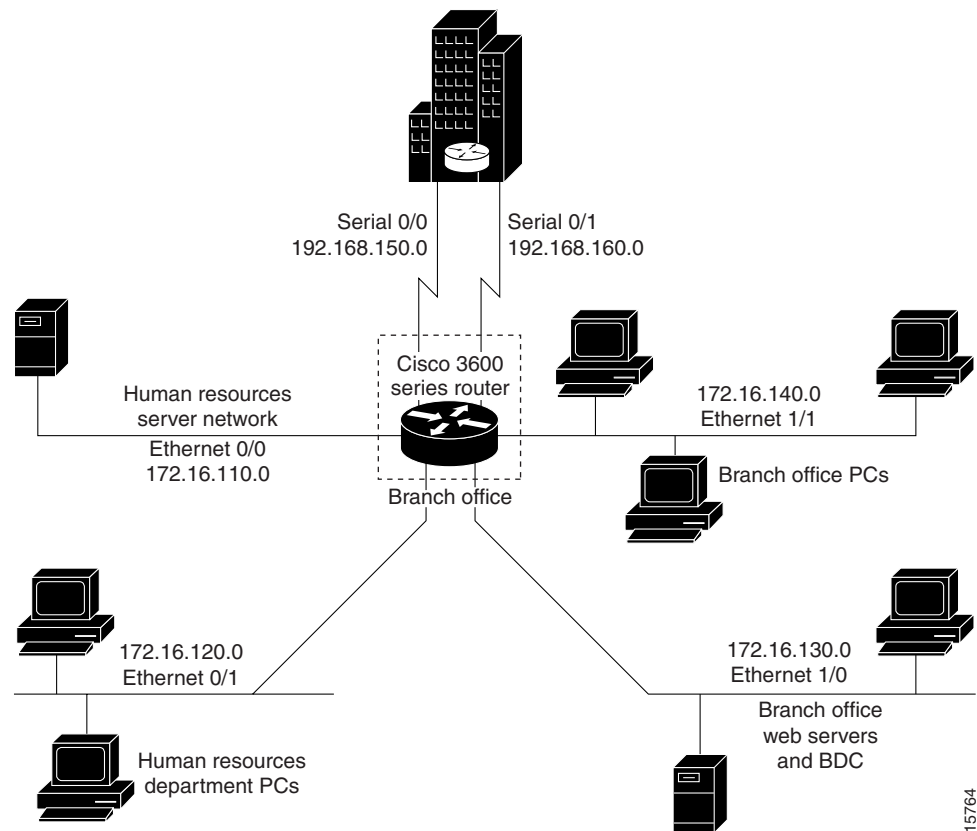 Serial 0/0
192.168.150.0
Serial 0/1
192.168.160.0
Cisco 3600
series router
Human resources
server network
Ethernet 0/0
172.16.110.0
172.16.140.0
Ethernet 1/1
Branch office PCs
Branch office
172.16.120.0
Ethernet 0/1
Human resources
department PCs
172.16.130.0
Ethernet 1/0
Branch office
web servers
and BDC
15764